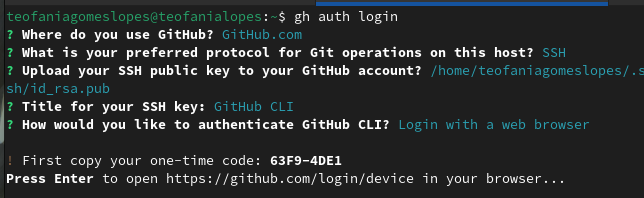 teofaniagomeslopes@teofanialopes:~$ gh auth login
? Where do you use GitHub? GitHub.com
? What is your preferred protocol for Git operations on this host? SSH
? Upload your SSH public key to your GitHub account? /home/teofaniagomeslopes/.s
sh/id_rsa.pub
? Title for your SSH key: GitHub CLI
? How would you like to authenticate GitHub CLI? Login with a web browser
! First copy your one-time code: 63F9-4DE1
Press Enter to open https://github.com/login/device in your browser...